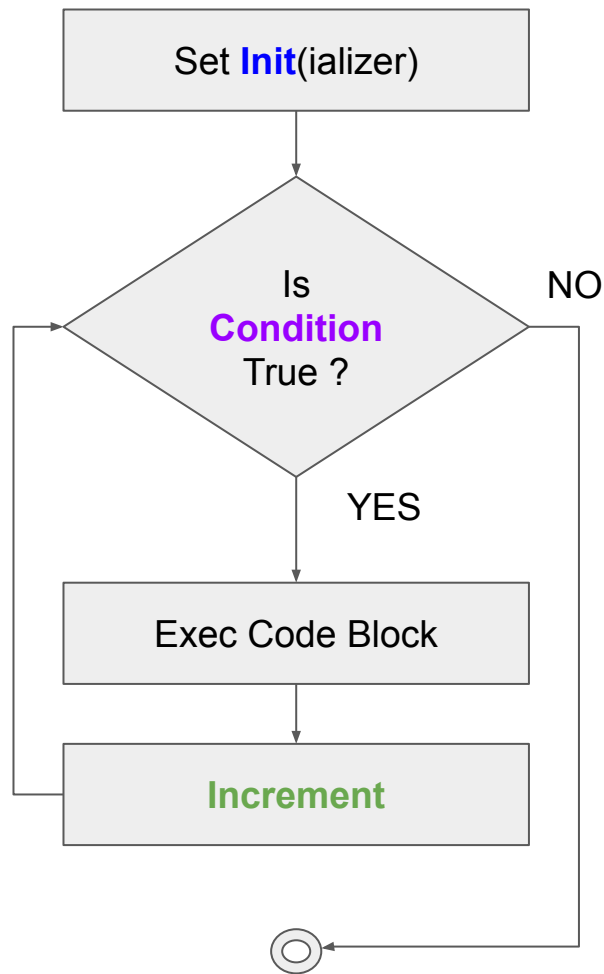 Set Init(ializer)
Is
Condition
True ?
NO
YES
Exec Code Block
Increment